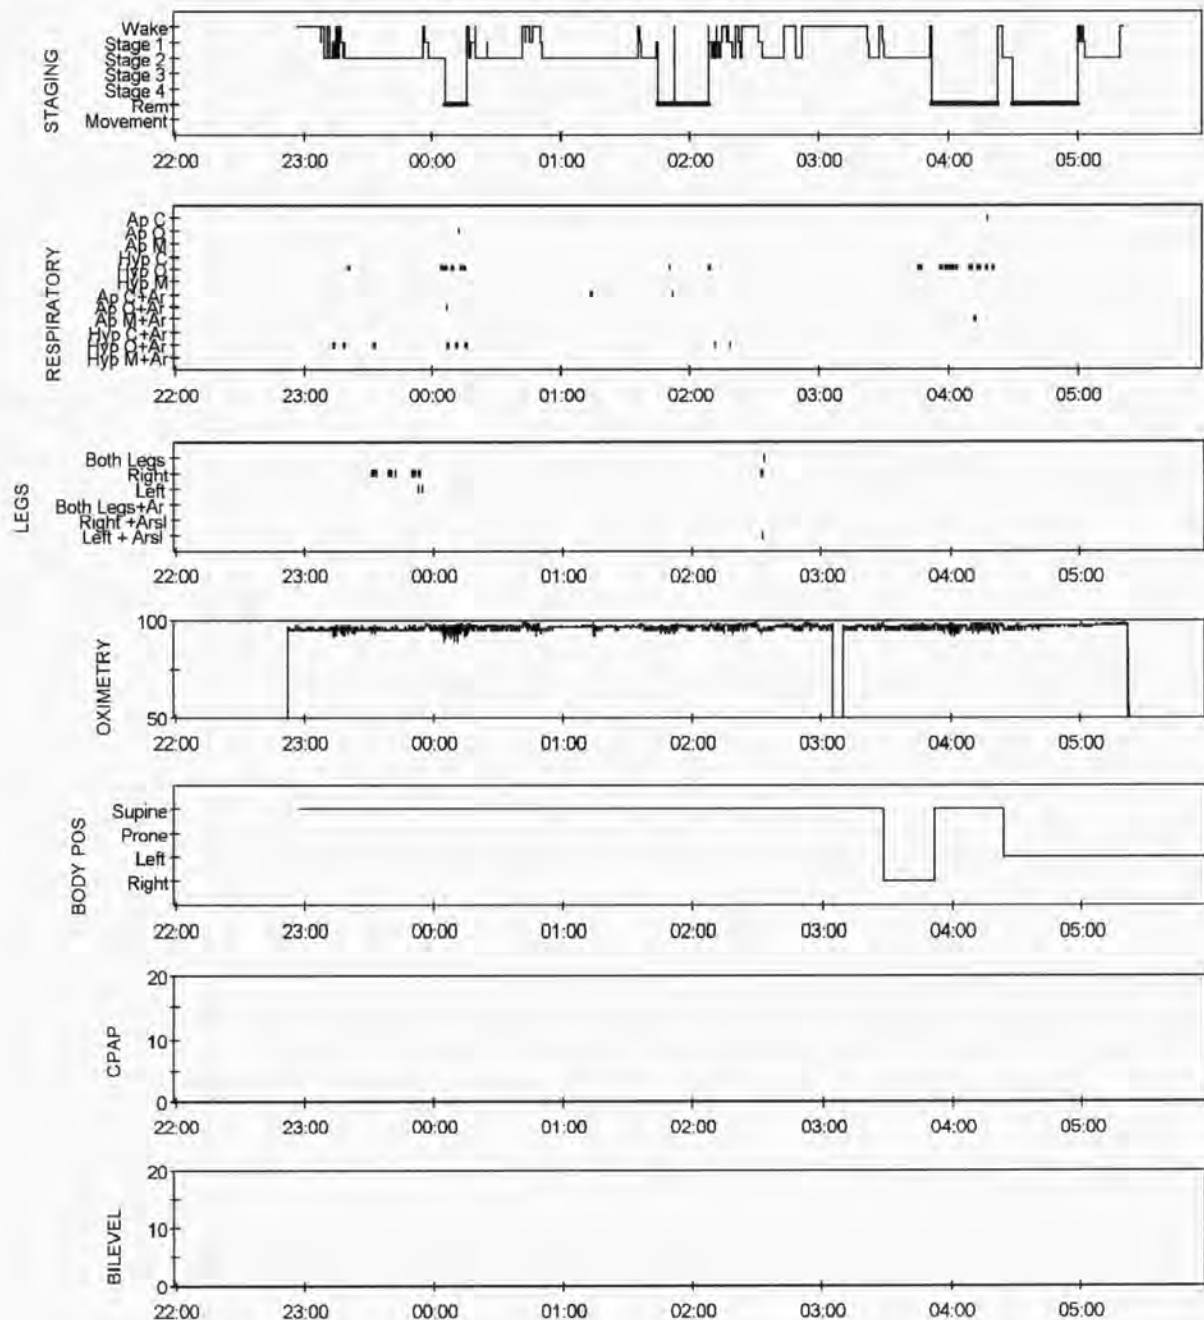 STAGING
Wake
Stage 1
Stage 2
Stage 3
Stage 4
Rem
Movement
22:00 23:00 00:00 01:00 02:00 03:00 04:00 05:00
RESPIRATORY
Ap C
Ap O
Ap M
Hyp C
Hyp O
Hyp M
Ap C+Ar
Ap O+Ar
Ap M+Ar
Hyp C+Ar
Hyp O+Ar
Hyp M+Ar
22:00 23:00 00:00 01:00 02:00 03:00 04:00 05:00
LEGS
Both Legs
Right
Left
Both Legs+Ar
Right +Arsl
Left + Arsl
22:00 23:00 00:00 01:00 02:00 03:00 04:00 05:00
OXIMETRY
100
50
22:00 23:00 00:00 01:00 02:00 03:00 04:00 05:00
BODY POS
Supine
Prone
Left
Right
22:00 23:00 00:00 01:00 02:00 03:00 04:00 05:00
CPAP
20
10
0
22:00 23:00 00:00 01:00 02:00 03:00 04:00 05:00
BILEVEL
20
10
0
22:00 23:00 00:00 01:00 02:00 03:00 04:00 05:00